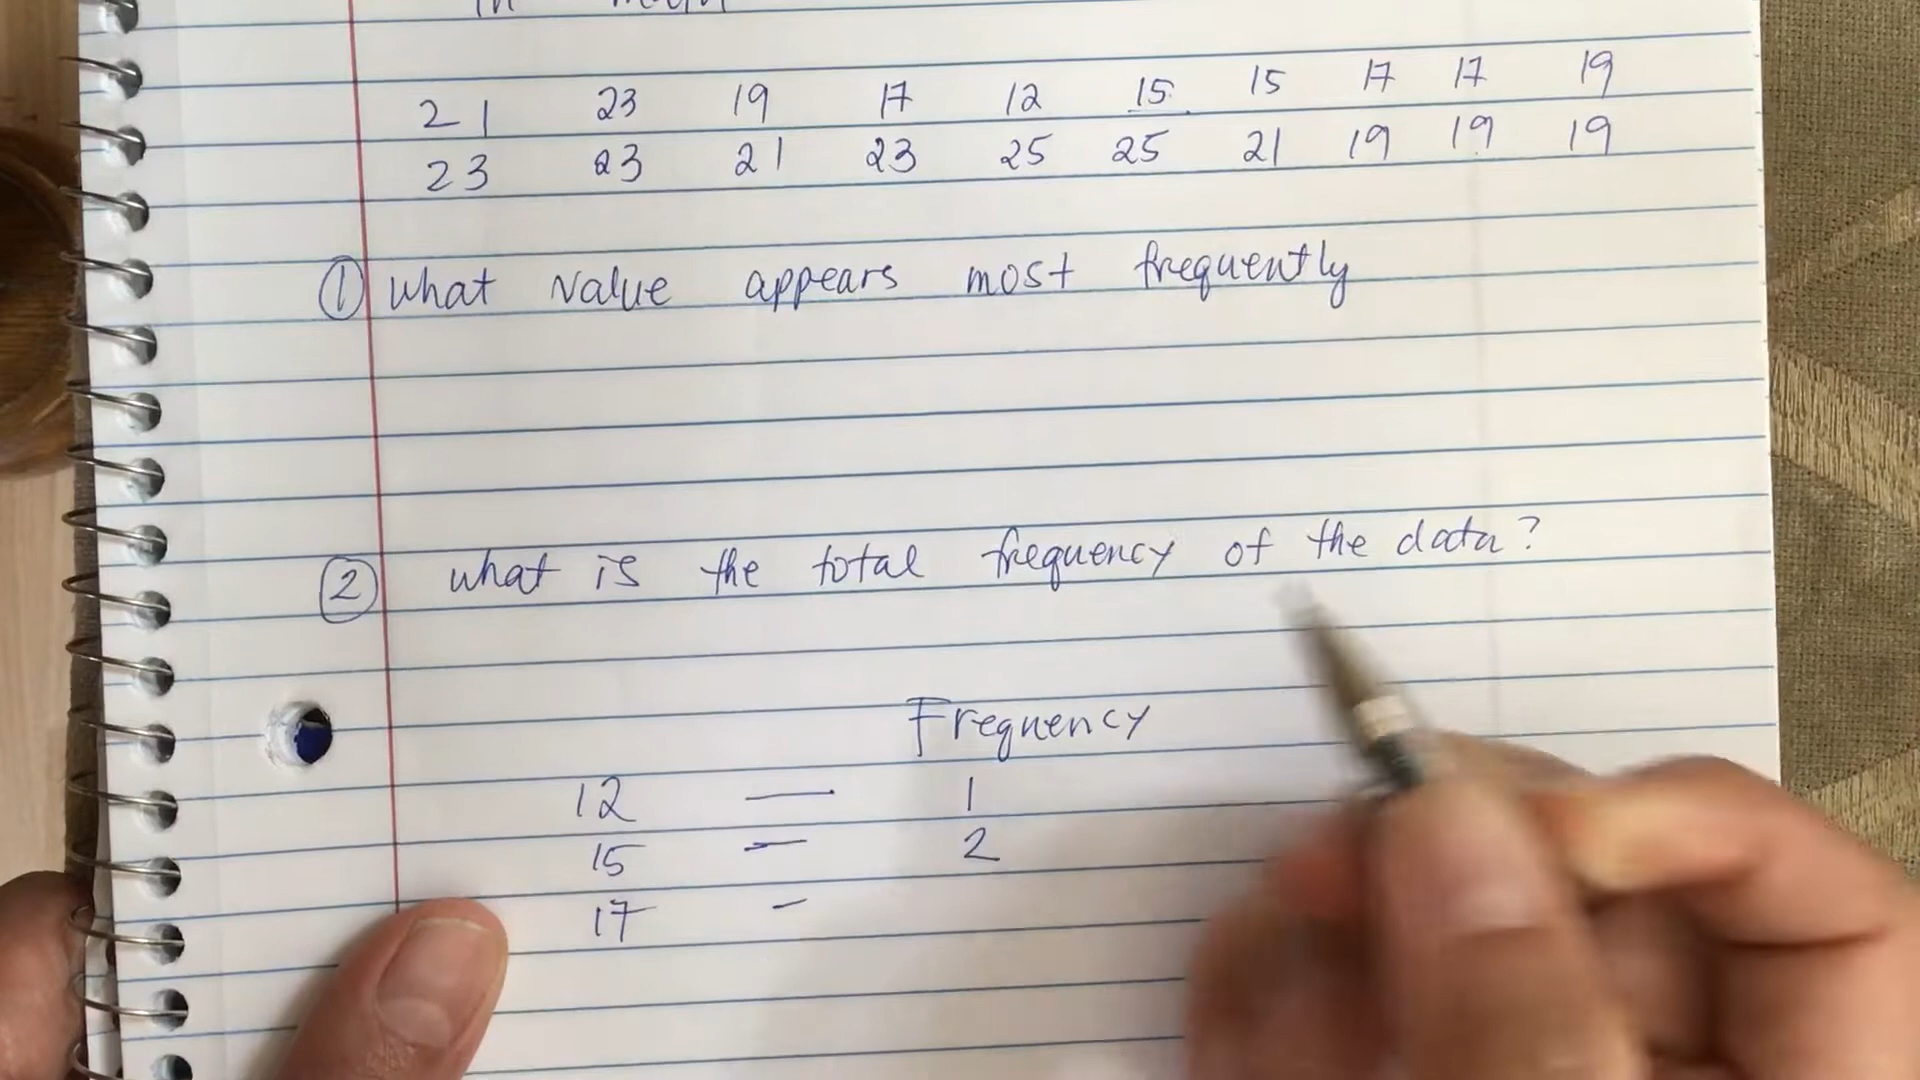 21 23 19 17 12 15 15 17 17 19
23 23 21 23 25 25 21 19 19 19
① What value appears most frequently
② what is the total frequency of the data?
Frequency
12 — 1
15 — 2
17 -